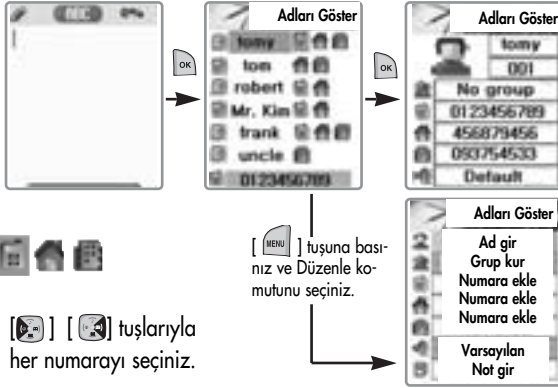 ABC
Adları Göster
tomy
tom
robert
Mr. Kim
frank
uncle
0123456789
OK
OK
Adları Göster
tomy
001
No group
0123456789
456879456
093754533
Default
[ MENU ] tuşuna bası-
nız ve Düzenle ko-
mutunu seçiniz.
Adları Göster
Ad gir
Grup kur
Numara ekle
Numara ekle
Numara ekle
Varsayılan
Not gir
[ ] [ ] tuşlarıyla
her numarayı seçiniz.